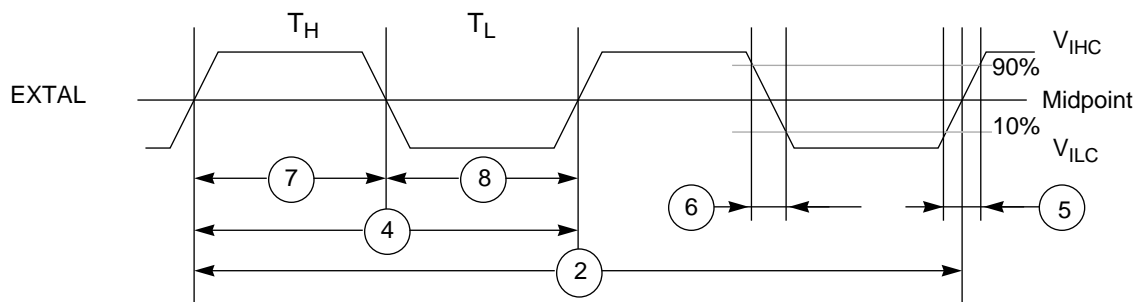 T_H
T_L
V_IHC
90%
EXTAL
Midpoint
10%
V_ILC
7
8
6
5
4
2